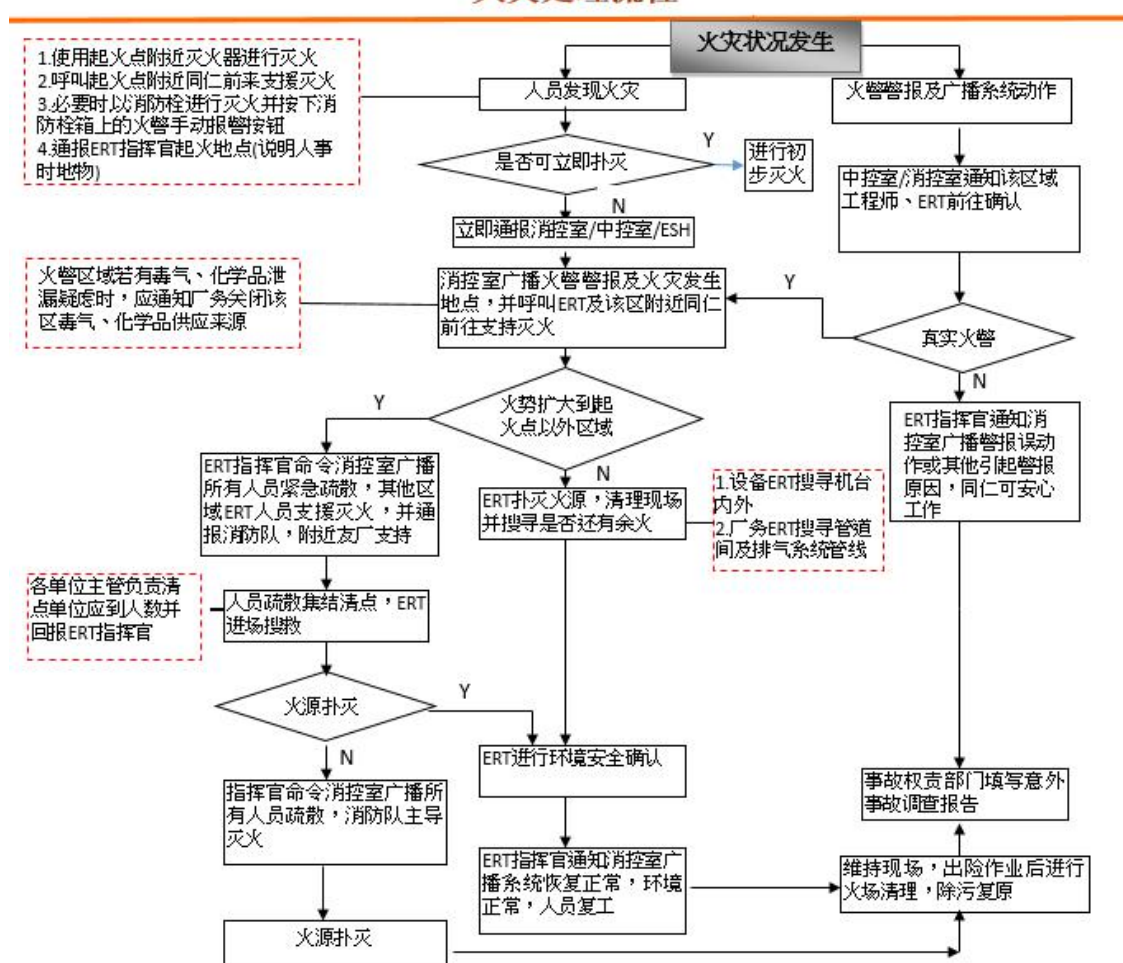 火灾状况发生
1.使用起火点附近灭火器进行灭火
2.呼叫起火点附近同仁前来支援灭火
3.必要时以消防栓进行灭火并按下消
防栓箱上的火警手动报警按钮
4.通报ERT指挥官起火地点(说明人事
时地物)
人员发现火灾
火警警报及广播系统动作
是否可立即扑灭
Y
进行初
步灭火
N
中控室/消控室通知该区域
工程师、ERT前往确认
立即通报消控室/中控室/ESH
火警区域若有毒气、化学品泄
漏疑虑时，应通知厂务关闭该
区毒气、化学品供应来源
消控室广播火警警报及火灾发生
地点，并呼叫ERT及该区附近同仁
前往支持灭火
Y
真实火警
N
火势扩大到起
火点以外区域
Y
N
ERT指挥官通知消
控室广播警报误动
作或其他引起警报
原因，同仁可安心
工作
ERT指挥官命令消控室广播
所有人员紧急疏散，其他区
域ERT人员支援灭火，并通
报消防队，附近友厂支持
ERT扑灭火源，清理现场
并搜寻是否还有余火
1.设备ERT搜寻机台
内外
2.厂务ERT搜寻管道
间及排气系统管线
各单位主管负责清
点单位应到人数并
回报ERT指挥官
人员疏散集结清点，ERT
进场搜救
火源扑灭
Y
N
ERT进行环境安全确认
指挥官命令消控室广播所
有人员疏散，消防队主导
灭火
事故权责部门填写意外
事故调查报告
ERT指挥官通知消控室广
播系统恢复正常，环境
正常，人员复工
维持现场，出险作业后进行
火场清理，除污复原
火源扑灭